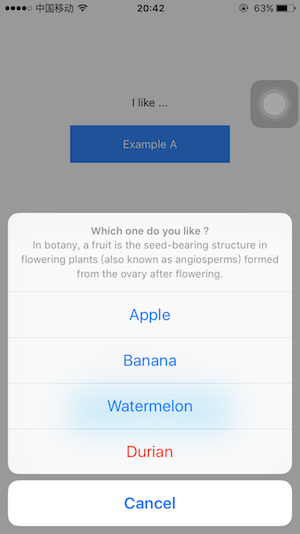 中国移动 20:42 63%
I like ...
Example A
Which one do you like ?
In botany, a fruit is the seed-bearing structure in
flowering plants (also known as angiosperms) formed
from the ovary after flowering.
Apple
Banana
Watermelon
Durian
Cancel